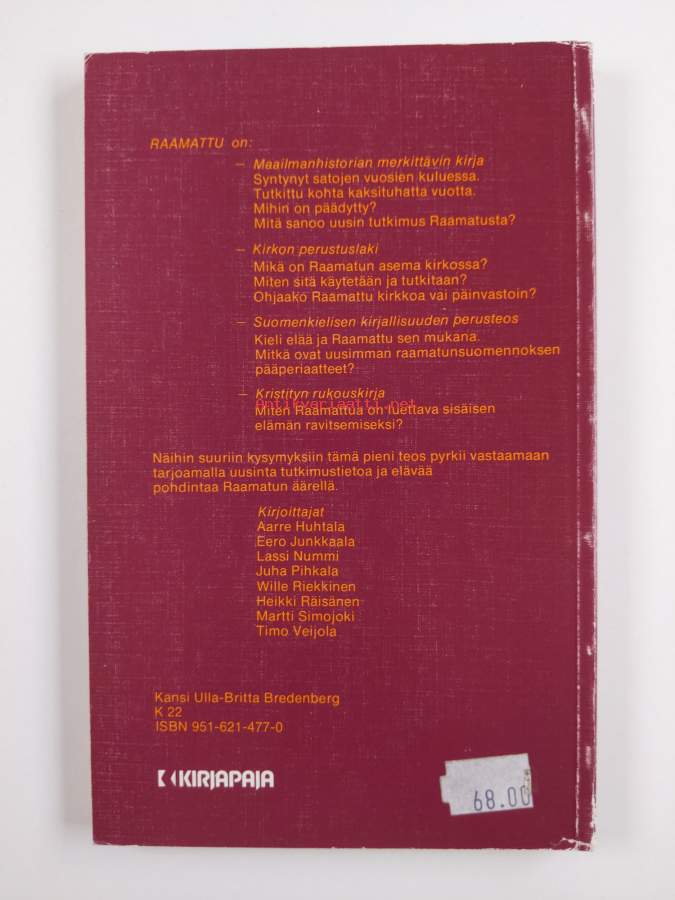 RAAMATTU on:
— Maailmanhistorian merkittävin kirja
Syntynyt satojen vuosien kuluessa.
Tutkittu kohta kaksituhatta vuotta.
Mihin on päädytty?
Mitä sanoo uusin tutkimus Raamatusta?
— Kirkon perustuslaki
Mikä on Raamatun asema kirkossa?
Miten sitä käytetään ja tutkitaan?
Ohjaako Raamattu kirkkoa vai päinvastoin?
— Suomenkielisen kirjallisuuden perusteos
Kieli elää ja Raamattu sen mukana.
Mitkä ovat uusimman raamatunsuomennoksen
pääperiaatteet?
— Kristityn rukouskirja
antikvariaatti.net
Miten Raamattua on luettava sisäisen
elämän ravitsemiseksi?
Näihin suuriin kysymyksiin tämä pieni teos pyrkii vastaamaan
tarjoamalla uusinta tutkimustietoa ja elävää
pohdintaa Raamatun äärellä.
Kirjoittajat
Aarre Huhtala
Eero Junkkaala
Lassi Nummi
Juha Pihkala
Wille Riekkinen
Heikki Räisänen
Martti Simojoki
Timo Veijola
Kansi Ulla-Britta Bredenberg
K 22
ISBN 951-621-477-0
KIRJAPAJA
68.00